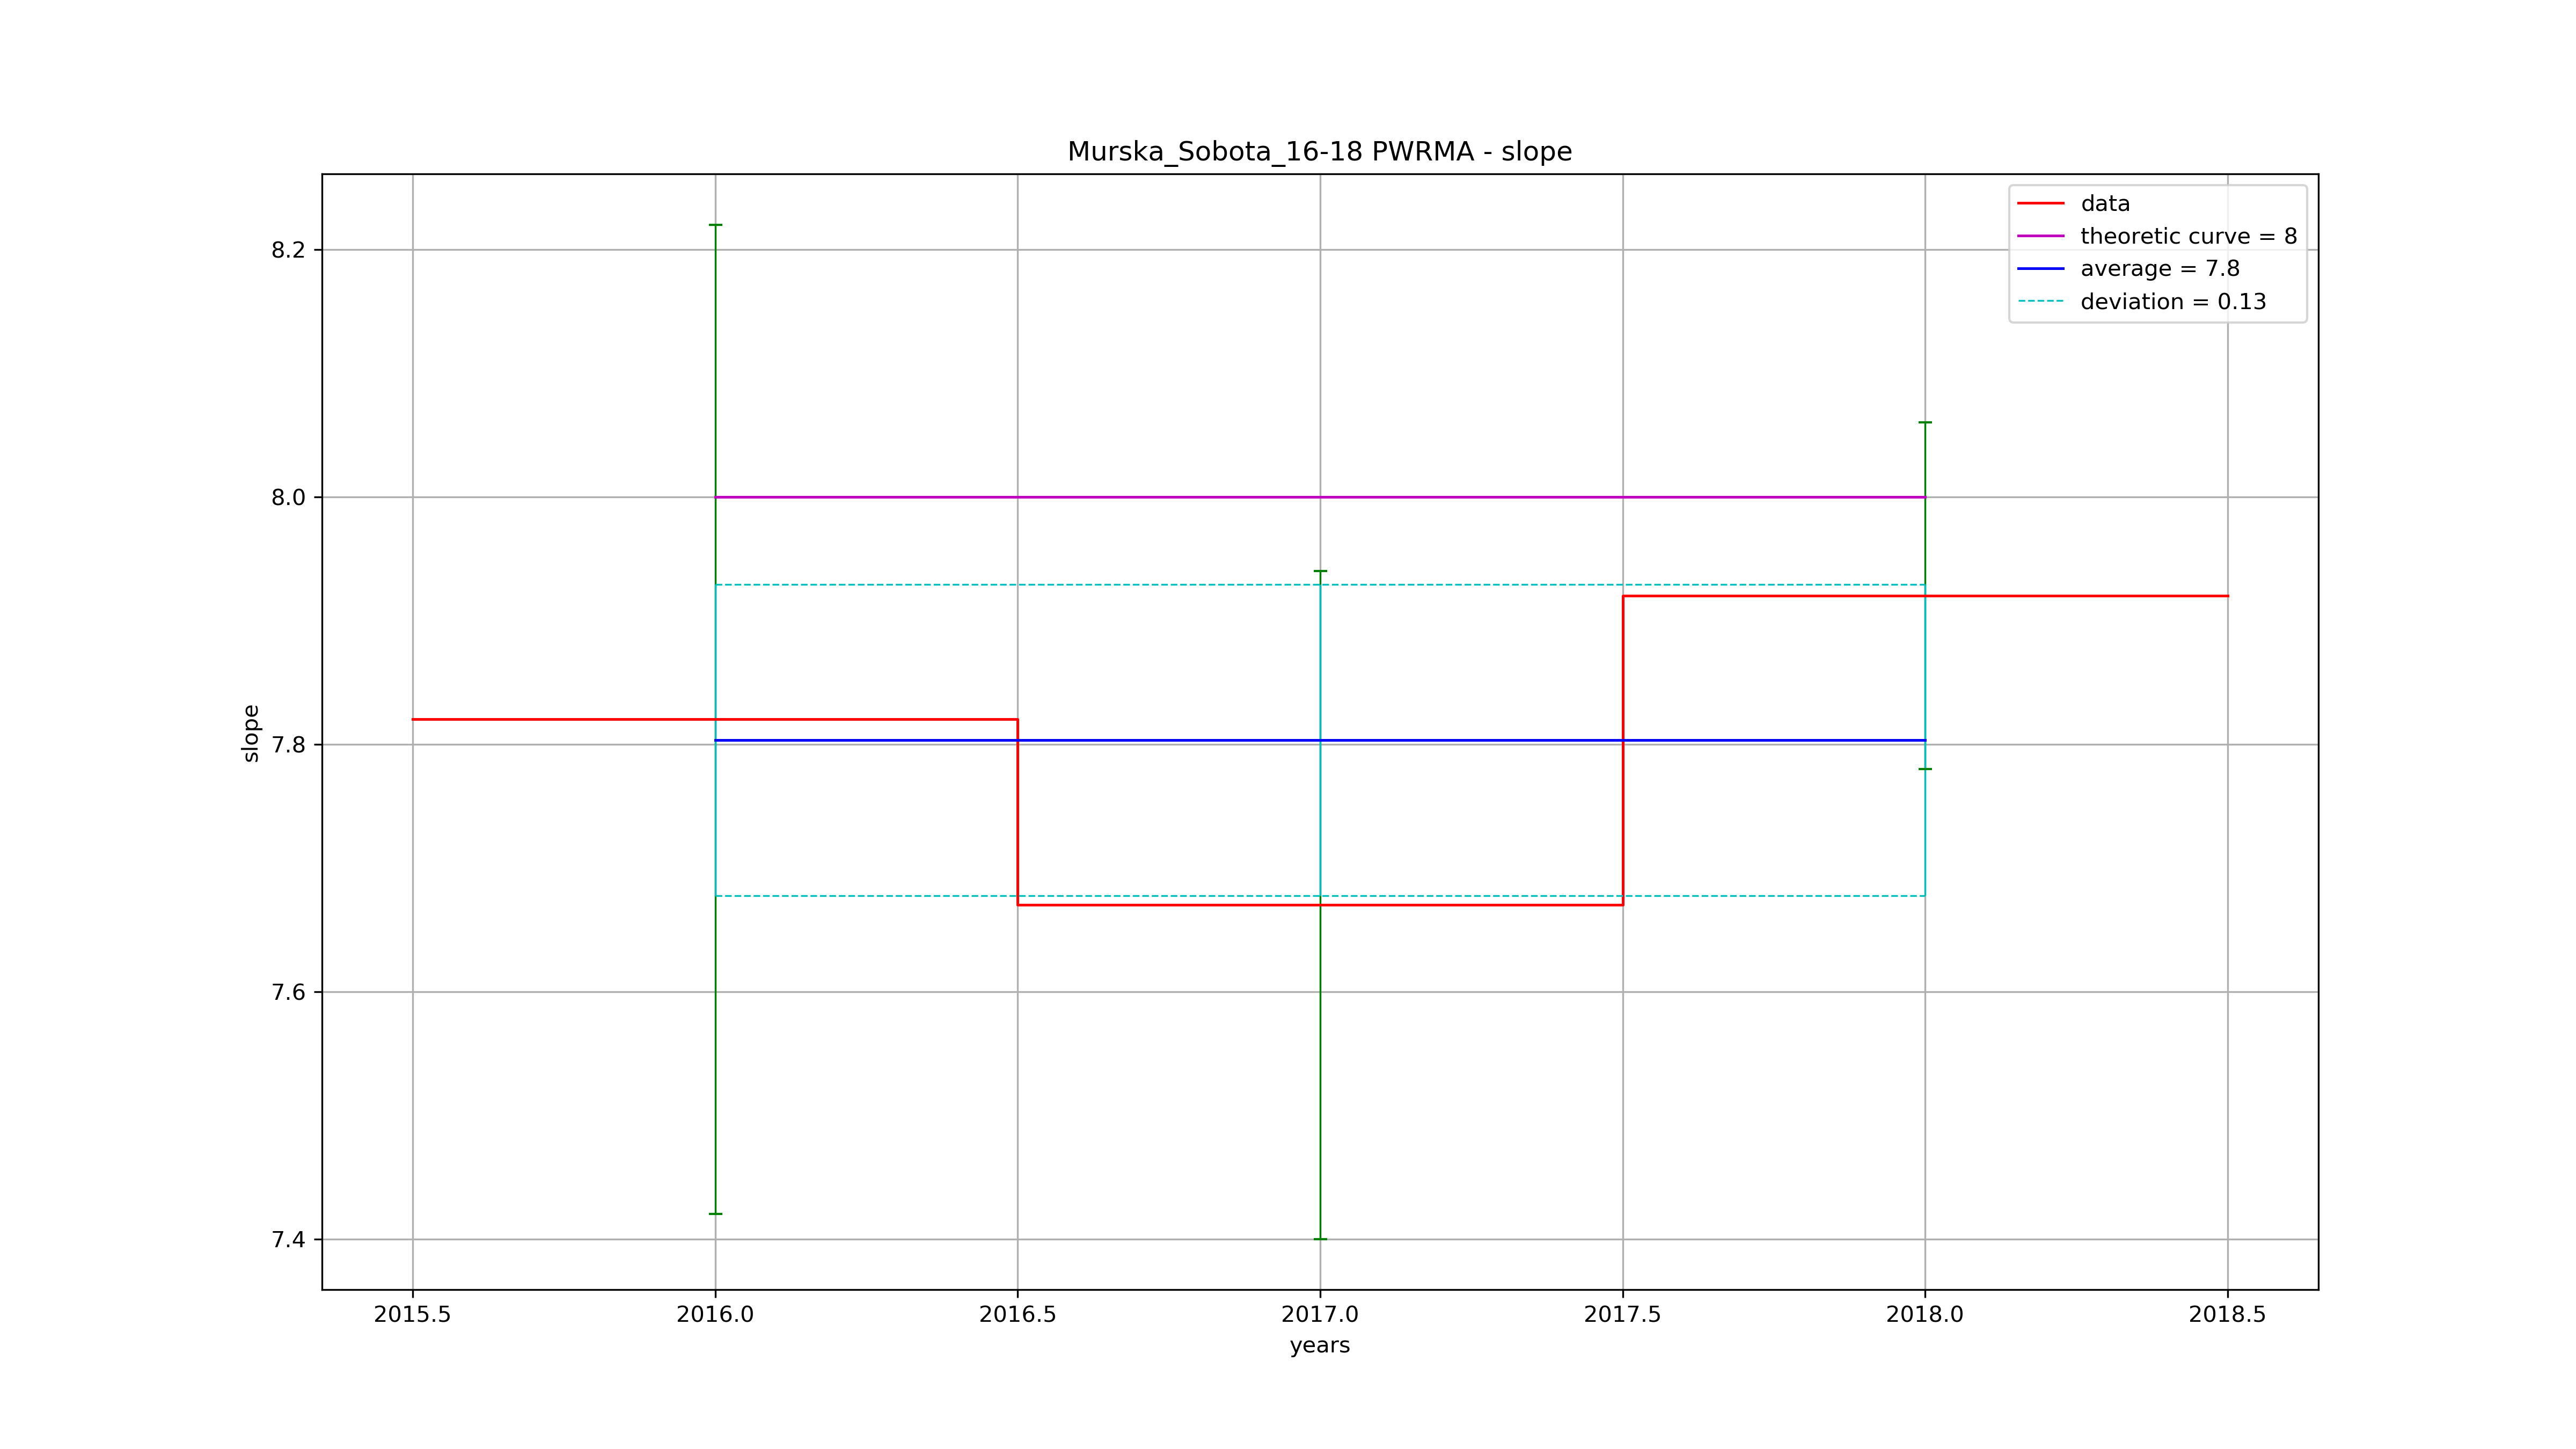 Murska_Sobota_16-18 PWRMA - slope
data
theoretic curve = 8
average = 7.8
deviation = 0.13
8.2
8.0
7.8
7.6
7.4
slope
2015.5 2016.0 2016.5 2017.0 2017.5 2018.0 2018.5
years